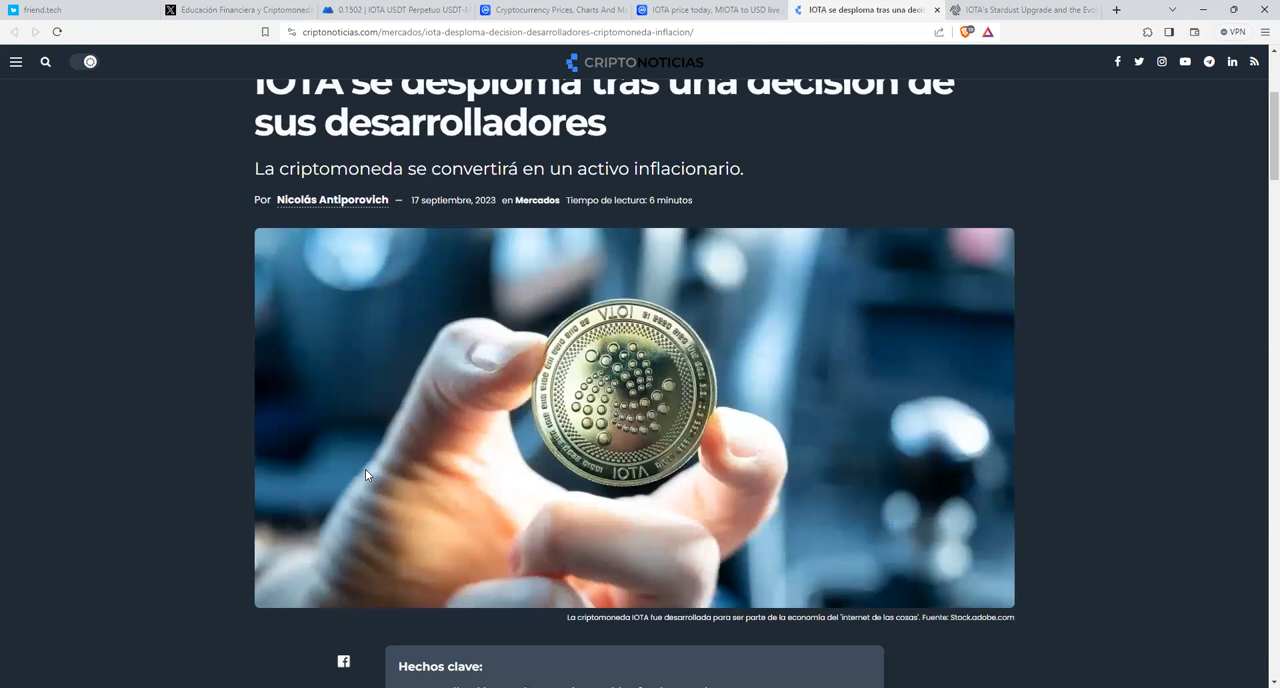 friend.tech
Educación Financiera y Criptomoned
0.1502 | IOTA USDT Perpetuo USDT-M
Cryptocurrency Prices, Charts And M
IOTA price today, MIOTA to USD live
IOTA se desploma tras una deci
IOTA's Stardust Upgrade and the Evo
criptonoticias.com/mercados/iota-desploma-decision-desarrolladores-criptomoneda-inflacion/
VPN
CRIPTONOTICIAS
IOTA se desploma tras una decisión de
sus desarrolladores
La criptomoneda se convertirá en un activo inflacionario.
Por Nicolás Antiporovich — 17 septiembre, 2023 en Mercados Tiempo de lectura: 6 minutos
IOTA
IOTA
La criptomoneda IOTA fue desarrollada para ser parte de la economía del 'internet de las cosas'. Fuente: Stock.adobe.com
Hechos clave: